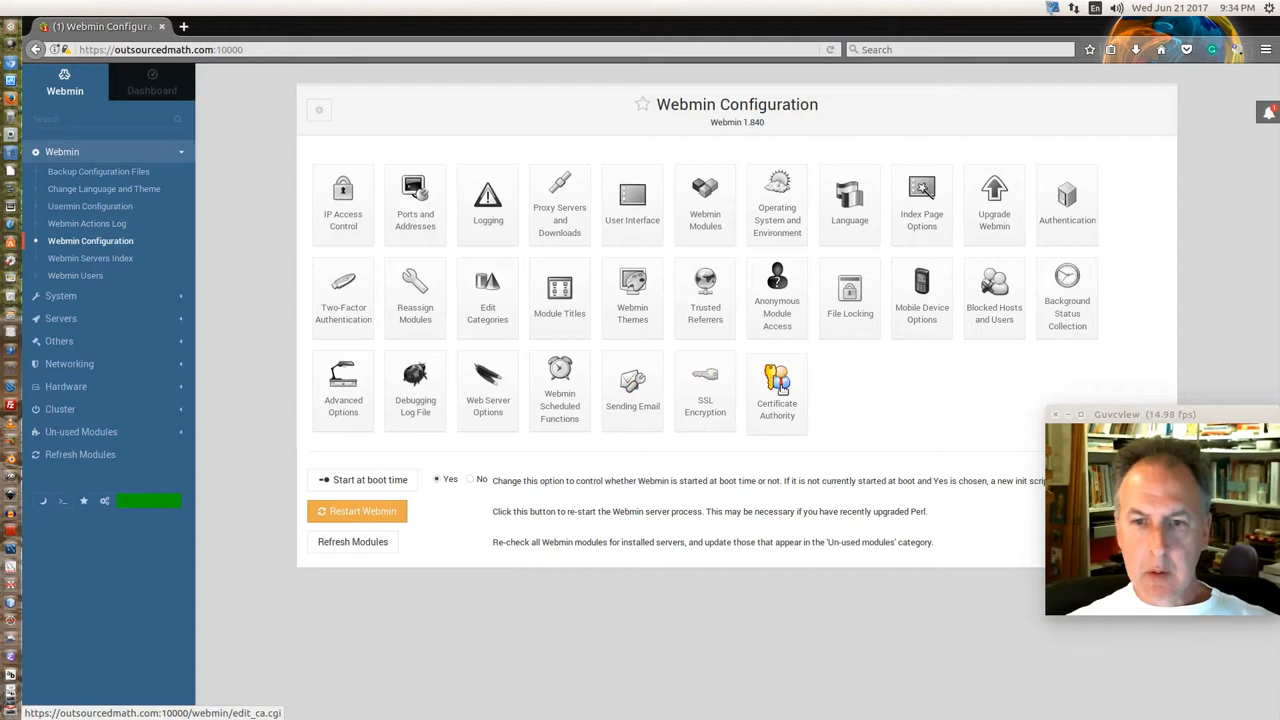 En
Wed Jun 21 2017
9:34 PM
(1) Webmin Configura
https://outsourcedmath.com:10000
Search
Webmin
Dashboard
Search
Webmin
Backup Configuration Files
Change Language and Theme
Usermin Configuration
Webmin Actions Log
Webmin Configuration
Webmin Servers Index
Webmin Users
System
Servers
Others
Networking
Hardware
Cluster
Un-used Modules
Refresh Modules
Webmin Configuration
Webmin 1.840
IP Access
Control
Ports and
Addresses
Logging
Proxy Servers
and
Downloads
User Interface
Webmin
Modules
Operating
System and
Environment
Language
Index Page
Options
Upgrade
Webmin
Authentication
Two-Factor
Authentication
Reassign
Modules
Edit
Categories
Module Titles
Webmin
Themes
Trusted
Referrers
Anonymous
Module
Access
File Locking
Mobile Device
Options
Blocked Hosts
and Users
Background
Status
Collection
Advanced
Options
Debugging
Log File
Web Server
Options
Webmin
Scheduled
Functions
Sending Email
SSL
Encryption
Certificate
Authority
Start at boot time
Yes
No
Change this option to control whether Webmin is started at boot time or not. If it is not currently started at boot and Yes is chosen, a new init scrip
Restart Webmin
Click this button to re-start the Webmin server process. This may be necessary if you have recently upgraded Perl.
Refresh Modules
Re-check all Webmin modules for installed servers, and update those that appear in the 'Un-used modules' category.
Guvcview (14.98 fps)
https://outsourcedmath.com:10000/webmin/edit_ca.cgi